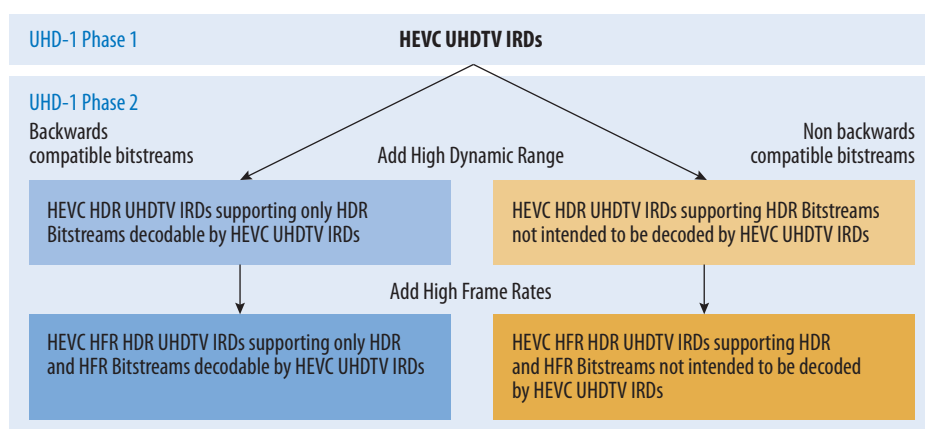 UHD-1 Phase 1
HEVC UHDTV IRDs
UHD-1 Phase 2
Backwards
compatible bitstreams
Add High Dynamic Range
Non backwards
compatible bitstreams
HEVC HDR UHDTV IRDs supporting only HDR
Bitstreams decodable by HEVC UHDTV IRDs
HEVC HDR UHDTV IRDs supporting HDR Bitstreams
not intended to be decoded by HEVC UHDTV IRDs
Add High Frame Rates
HEVC HFR HDR UHDTV IRDs supporting only HDR
and HFR Bitstreams decodable by HEVC UHDTV IRDs
HEVC HFR HDR UHDTV IRDs supporting HDR
and HFR Bitstreams not intended to be decoded
by HEVC UHDTV IRDs